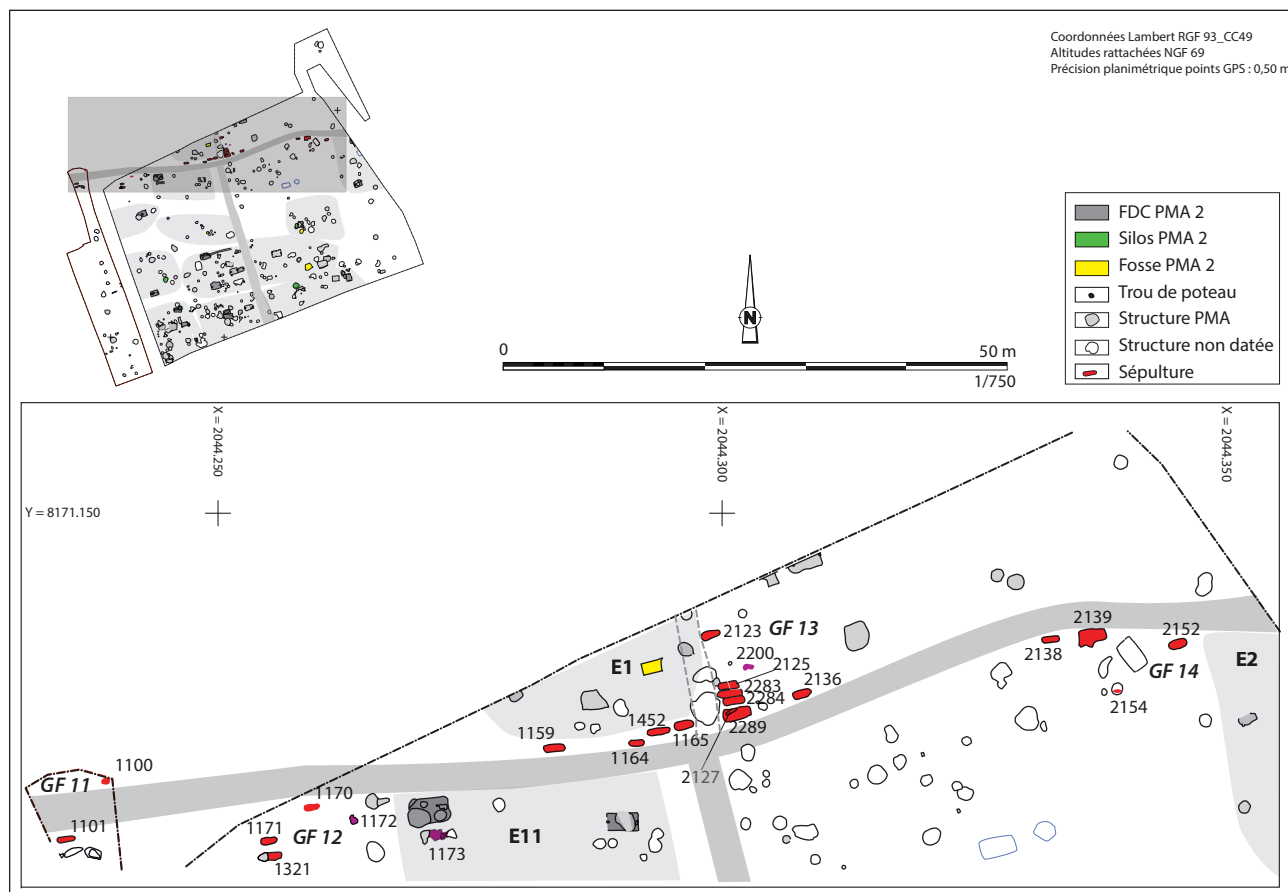 Coordonnées Lambert RGF 93_CC49
Altitudes rattachées NGF 69
Précision planimétrique points GPS : 0,50 m
FDC PMA 2
Silos PMA 2
Fosse PMA 2
Trou de poteau
Structure PMA
Structure non datée
Sépulture
N
0
50 m
1/750
X = 2044.250
X = 2044.300
X = 2044.350
Y = 8171.150
2123
GF 13
2200
2125
2283
2284
2136
2289
2127
E1
1452
1159
1165
1164
2139
2138
2152
GF 14
E2
2154
1100
GF 11
1101
1170
1172
1171
GF 12
1321
1173
E11